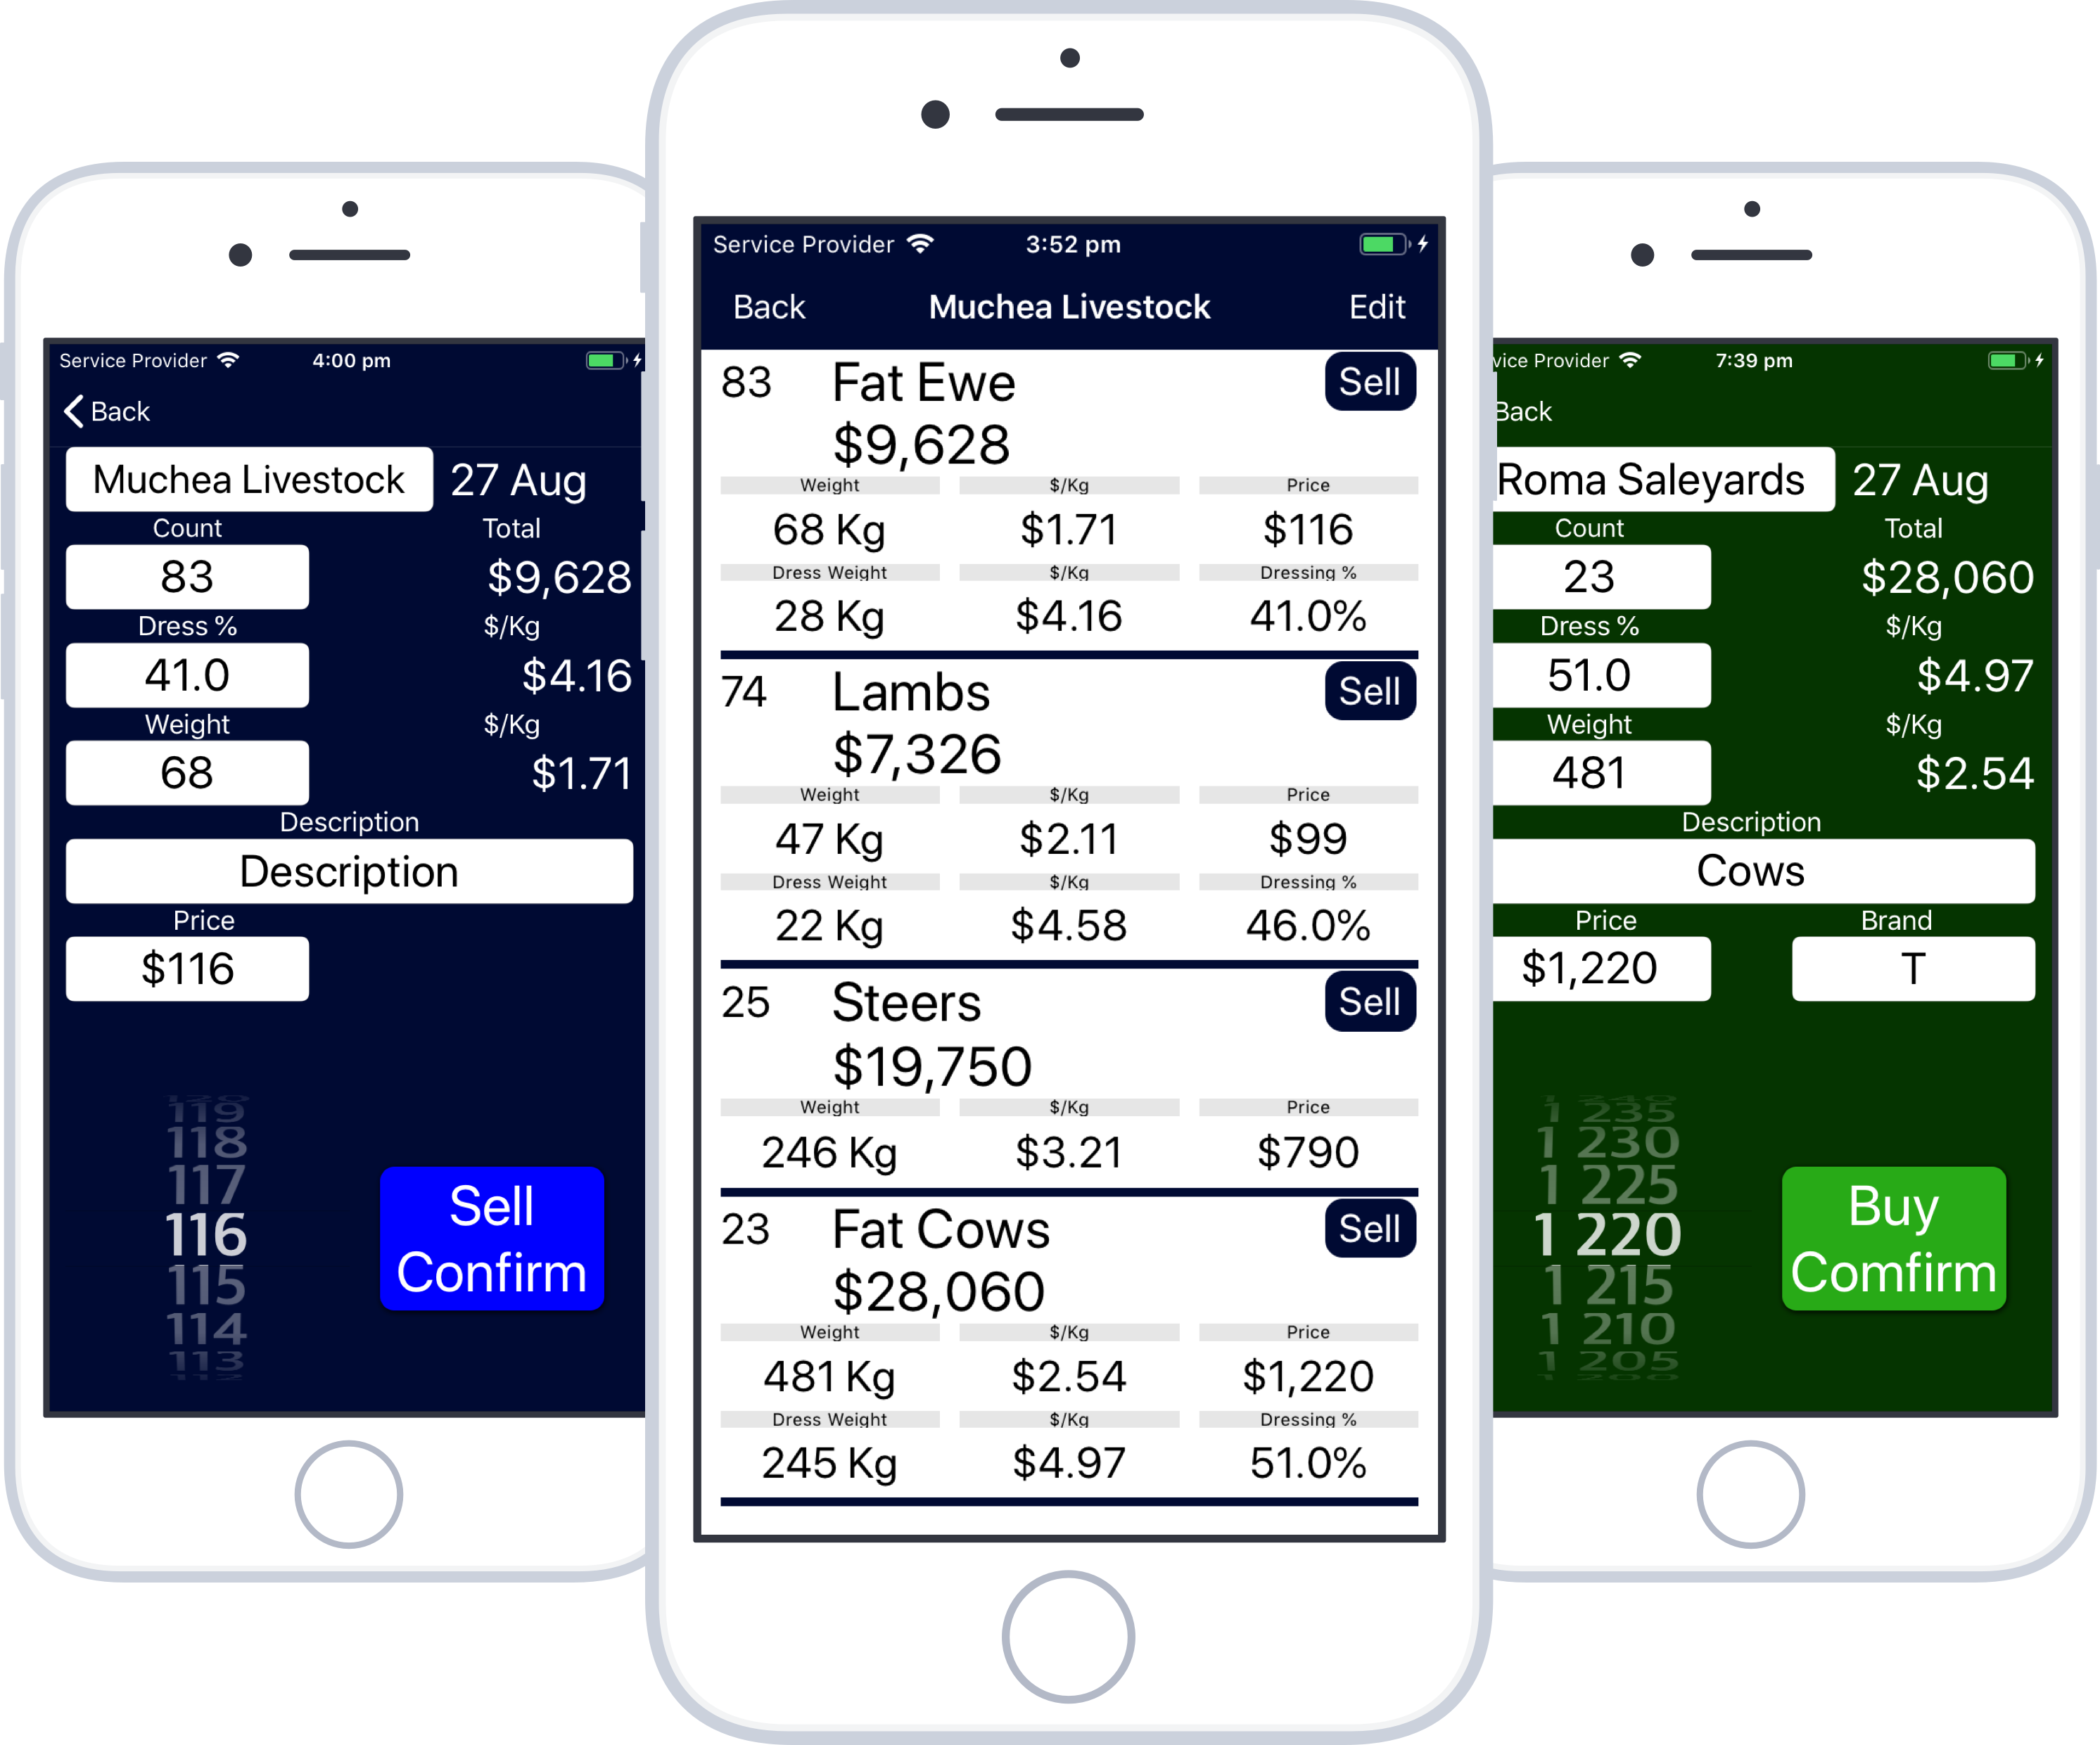 Service Provider 4:00 pm
Back
Muchea Livestock 27 Aug
Count Total
83 $9,628
Dress % $/Kg
41.0 $4.16
Weight $/Kg
68 $1.71
Description
Description
Price
$116
120
119
118
117
116
115
114
113
112
Sell
Confirm
Service Provider 3:52 pm
Back Muchea Livestock Edit
83 Fat Ewe Sell
$9,628
Weight $/Kg Price
68 Kg $1.71 $116
Dress Weight $/Kg Dressing %
28 Kg $4.16 41.0%
74 Lambs Sell
$7,326
Weight $/Kg Price
47 Kg $2.11 $99
Dress Weight $/Kg Dressing %
22 Kg $4.58 46.0%
25 Steers Sell
$19,750
Weight $/Kg Price
246 Kg $3.21 $790
23 Fat Cows Sell
$28,060
Weight $/Kg Price
481 Kg $2.54 $1,220
Dress Weight $/Kg Dressing %
245 Kg $4.97 51.0%
vice Provider 7:39 pm
Back
Roma Saleyards 27 Aug
Count Total
23 $28,060
Dress % $/Kg
51.0 $4.97
Weight $/Kg
481 $2.54
Description
Cows
Price Brand
$1,220 T
1 240
1 235
1 230
1 225
1 220
1 215
1 210
1 205
1 200
Buy
Comfirm